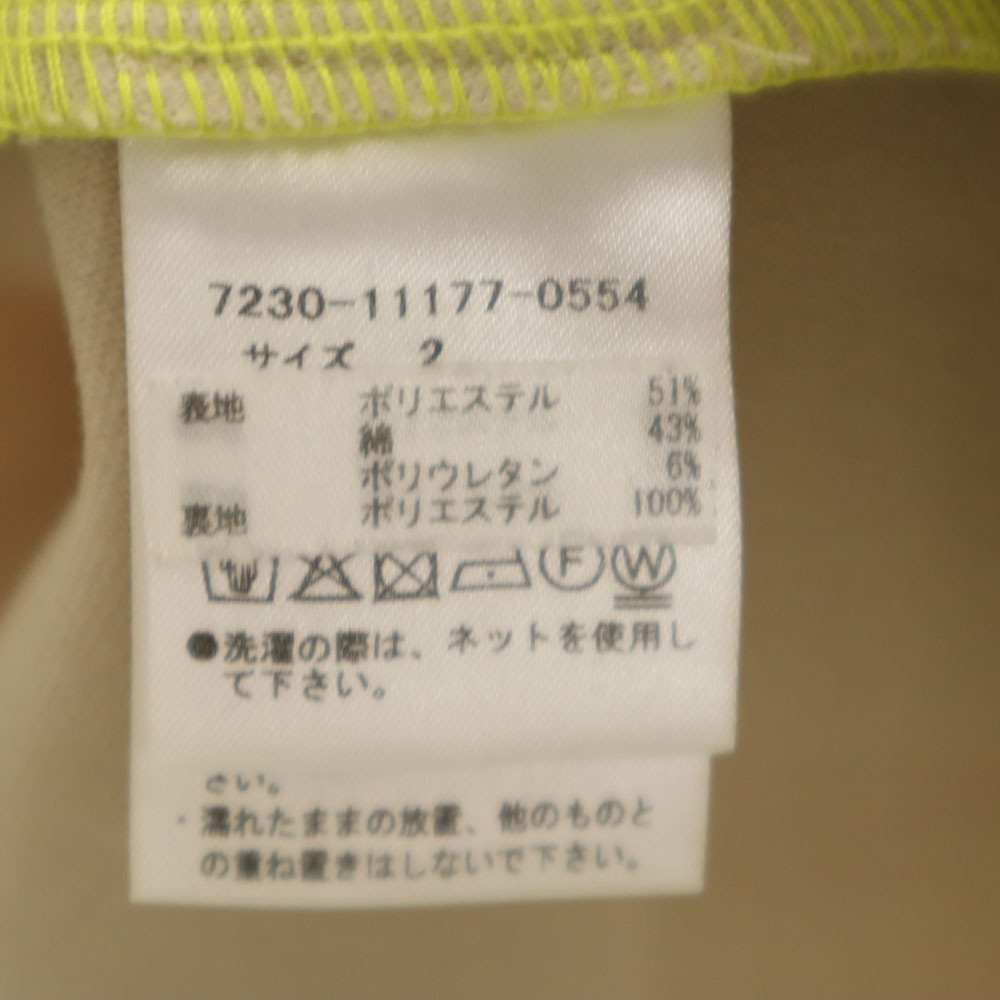 7230-11177-0554
サイズ 2
表地 ポリエステル 51%
綿 43%
ポリウレタン 6%
裏地 ポリエステル 100%
F W
●洗濯の際は、ネットを使用し
て下さい。
さい。
・濡れたままの放置、他のものと
の重ね置きはしないで下さい。